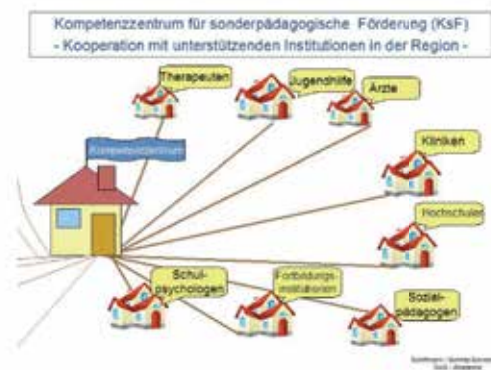 Kompetenzzentrum für sonderpädagogische Förderung (KsF)
- Kooperation mit unterstützenden Institutionen in der Region -
Therapeuten
Jugendhilfe
Ärzte
Kompetenzzentrum
Kliniken
Hochschulen
Schul-
psychologen
Fortbildungs-
institutionen
Sozial-
pädagogen